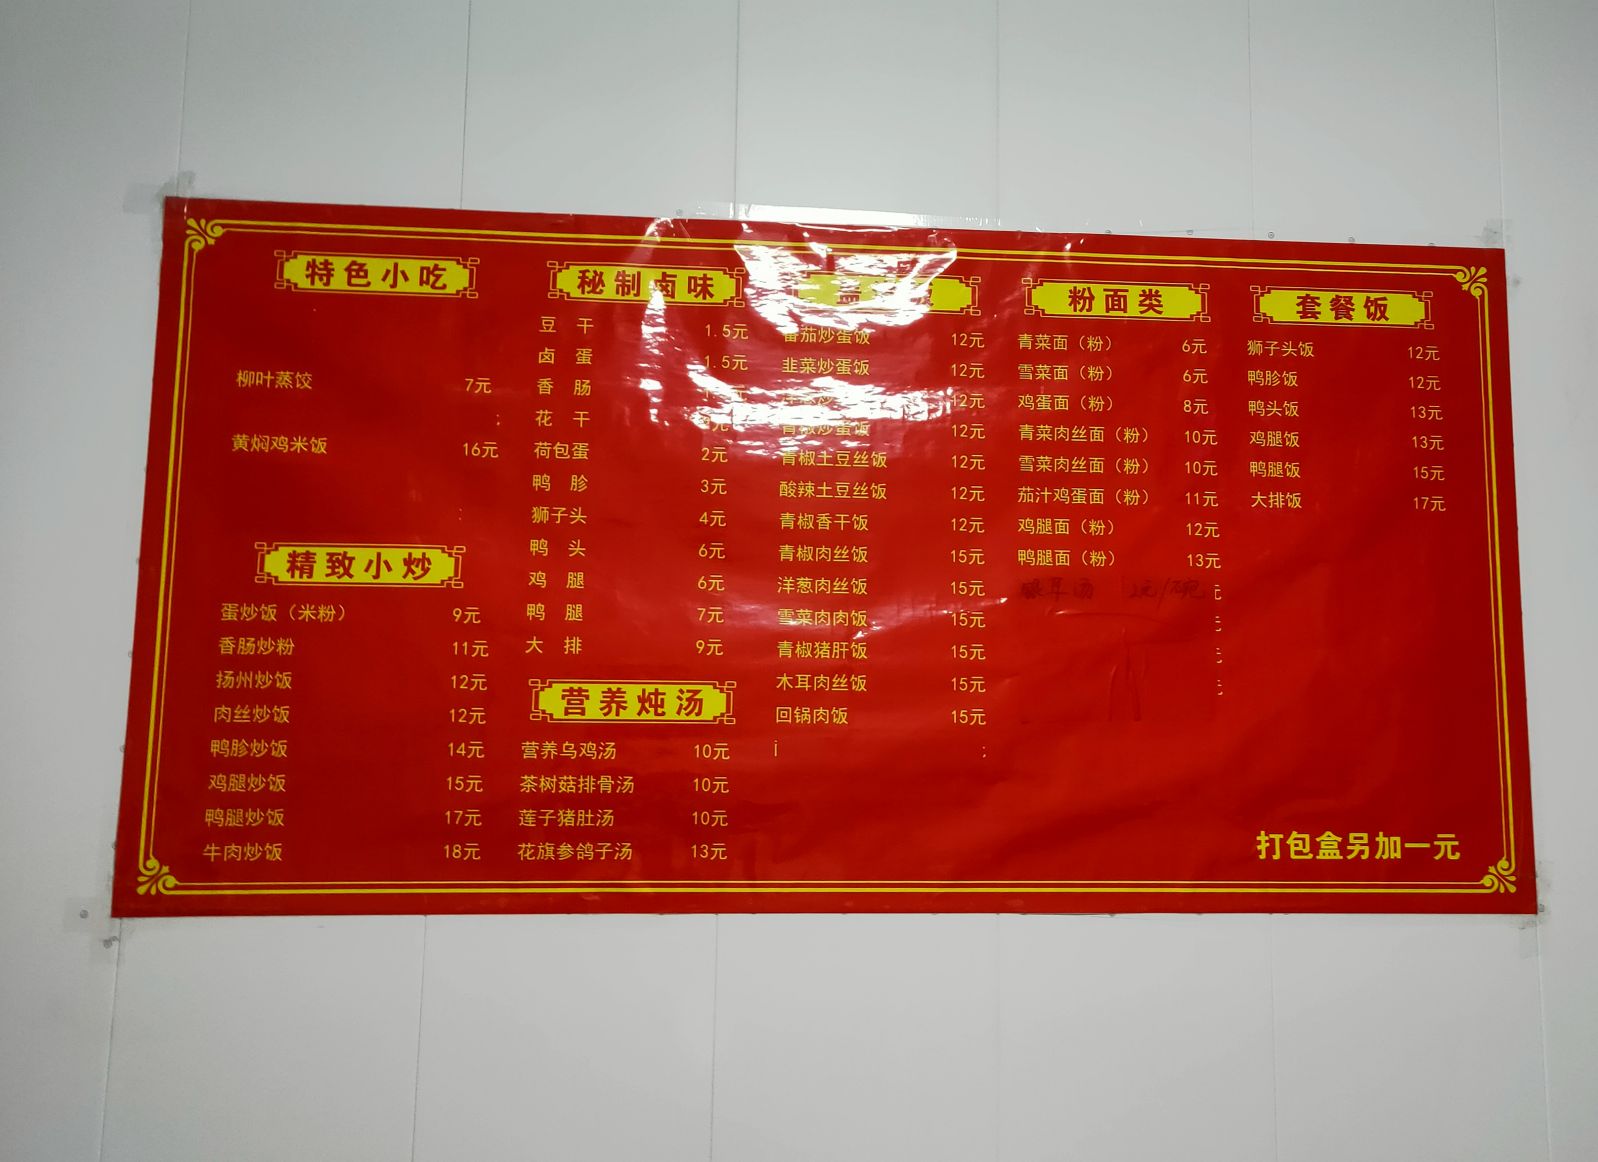 特色小吃
柳叶蒸饺 7元
黄焖鸡米饭 16元
精致小炒
蛋炒饭（米粉） 9元
香肠炒粉 11元
扬州炒饭 12元
肉丝炒饭 12元
鸭胗炒饭 14元
鸡腿炒饭 15元
鸭腿炒饭 17元
牛肉炒饭 18元
秘制卤味
豆干 1.5元
卤蛋 1.5元
香肠
花干
荷包蛋 2元
鸭胗 3元
狮子头 4元
鸭头 6元
鸡腿 6元
鸭腿 7元
大排 9元
营养炖汤
营养乌鸡汤 10元
茶树菇排骨汤 10元
莲子猪肚汤 10元
花旗参鸽子汤 13元
番茄炒蛋饭 12元
韭菜炒蛋饭 12元
12元
青椒炒蛋饭 12元
青椒土豆丝饭 12元
酸辣土豆丝饭 12元
青椒香干饭 12元
青椒肉丝饭 15元
洋葱肉丝饭 15元
雪菜肉肉饭 15元
青椒猪肝饭 15元
木耳肉丝饭 15元
回锅肉饭 15元
粉面类
青菜面（粉） 6元
雪菜面（粉） 6元
鸡蛋面（粉） 8元
青菜肉丝面（粉） 10元
雪菜肉丝面（粉） 10元
茄汁鸡蛋面（粉） 11元
鸡腿面（粉） 12元
鸭腿面（粉） 13元
银耳汤 2元/碗
套餐饭
狮子头饭 12元
鸭胗饭 12元
鸭头饭 13元
鸡腿饭 13元
鸭腿饭 15元
大排饭 17元
打包盒另加一元